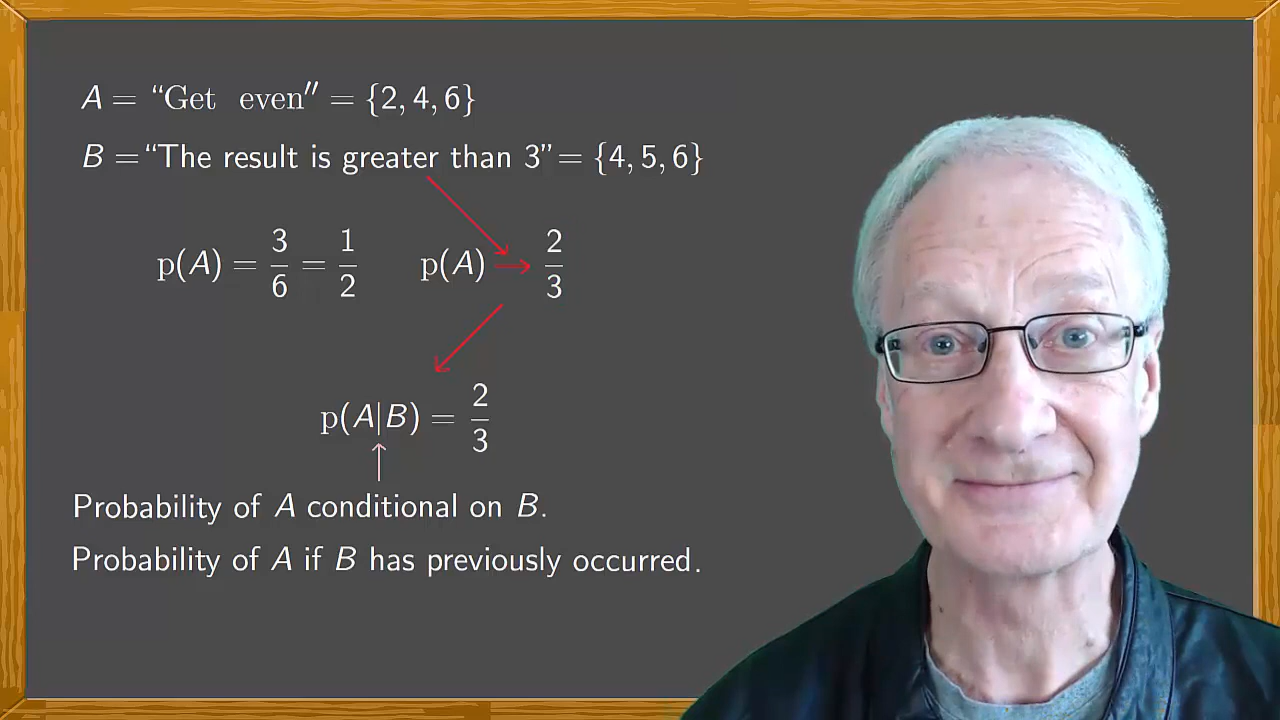 A = “Get even″ = {2, 4, 6}
B = “The result is greater than 3” = {4, 5, 6}
p(A) = 3/6 = 1/2 p(A) → 2/3
p(A|B) = 2/3
↑
Probability of A conditional on B.
Probability of A if B has previously occurred.